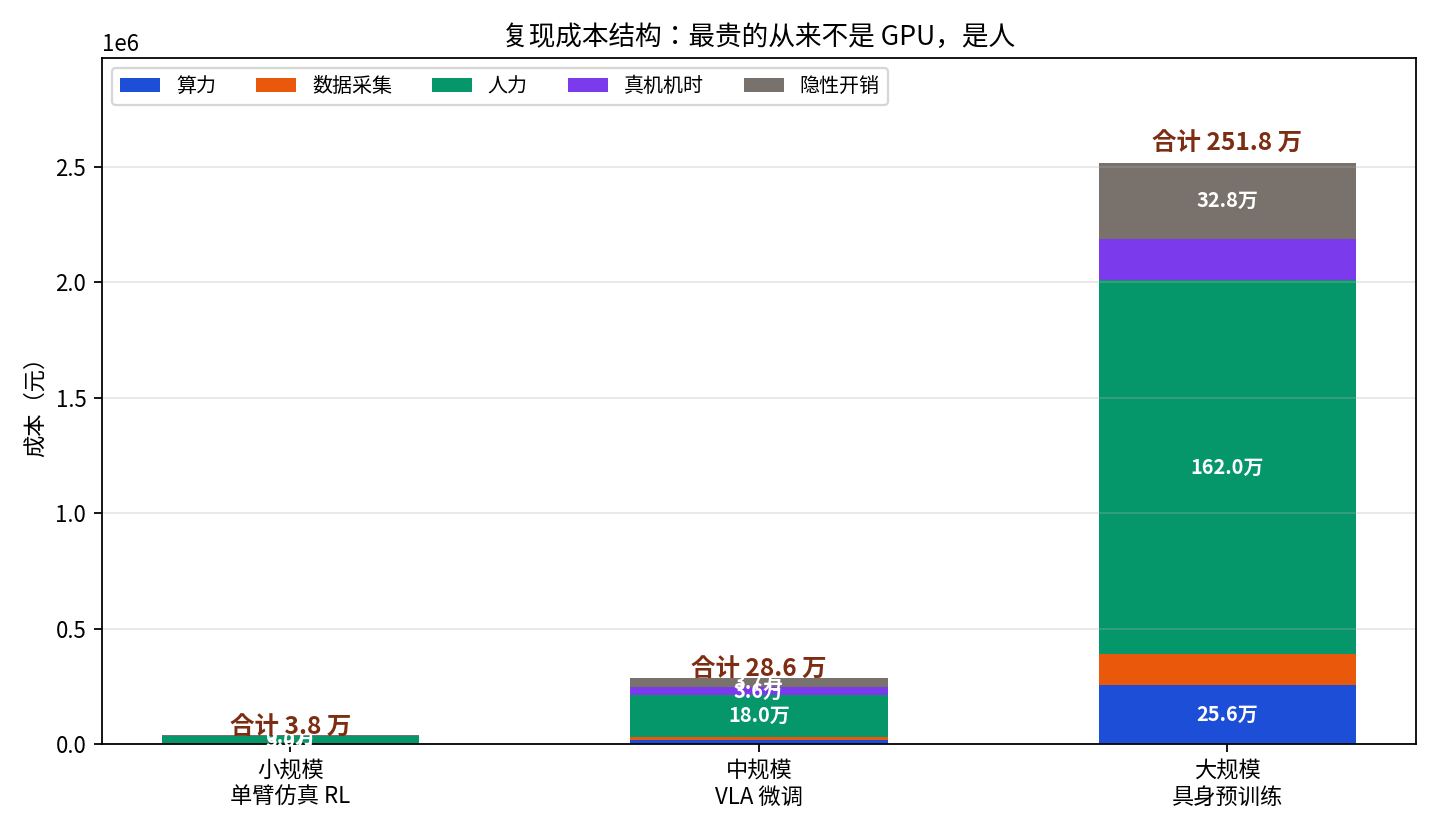 复现成本结构：最贵的从来不是 GPU，是人
1e6
算力 数据采集 人力 真机机时 隐性开销
成本（元）
2.5
2.0
1.5
1.0
0.5
0.0
合计 3.8 万
合计 28.6 万
3.6万
18.0万
合计 251.8 万
32.8万
162.0万
25.6万
小规模
单臂仿真 RL
中规模
VLA 微调
大规模
具身预训练